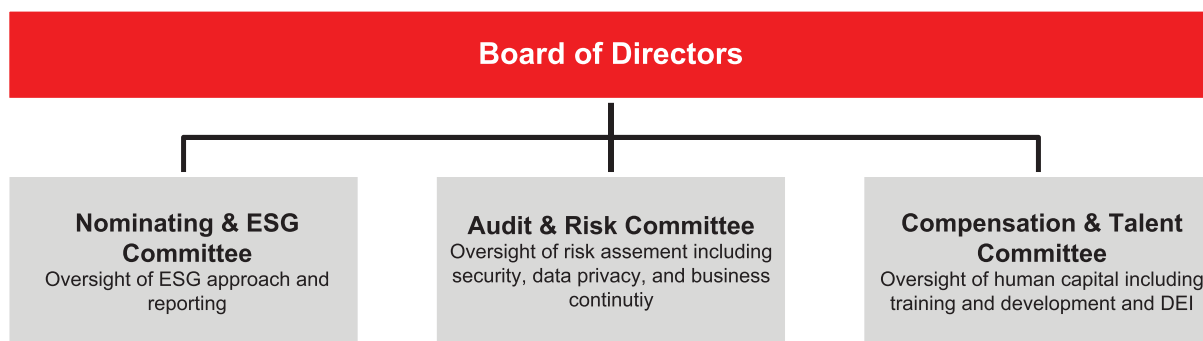 Board of Directors
Nominating & ESG
Committee
Oversight of ESG approach and
reporting
Audit & Risk Committee
Oversight of risk assement including
security, data privacy, and business
continutiy
Compensation & Talent
Committee
Oversight of human capital including
training and development and DEI